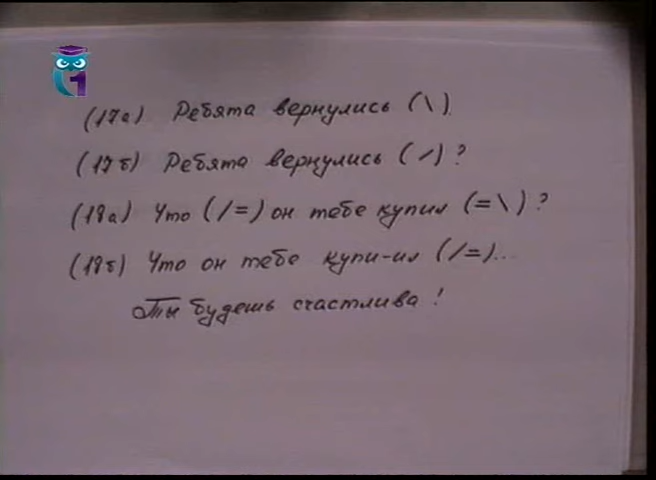 (17а) Ребята вернулись (\).
(17б) Ребята вернулись (/)?
(18а) Что (/=) он тебе купил (=\)?
(18б) Что он тебе купи-ил (/=)...
Ты будешь счастлива!
1